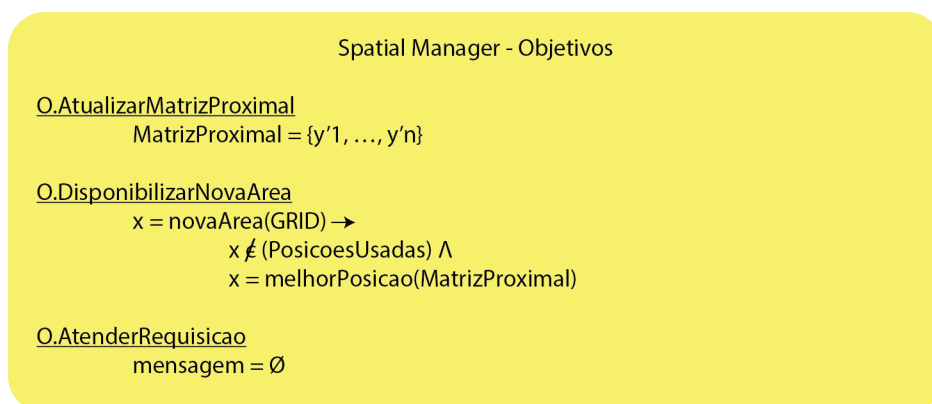 Spatial Manager - Objetivos
O.AtualizarMatrizProximal
MatrizProximal = {y’1, …, y’n}
O.DisponibilizarNovaArea
x = novaArea(GRID) →
x ∉ (PosicoesUsadas) Λ
x = melhorPosicao(MatrizProximal)
O.AtenderRequisicao
mensagem = Ø